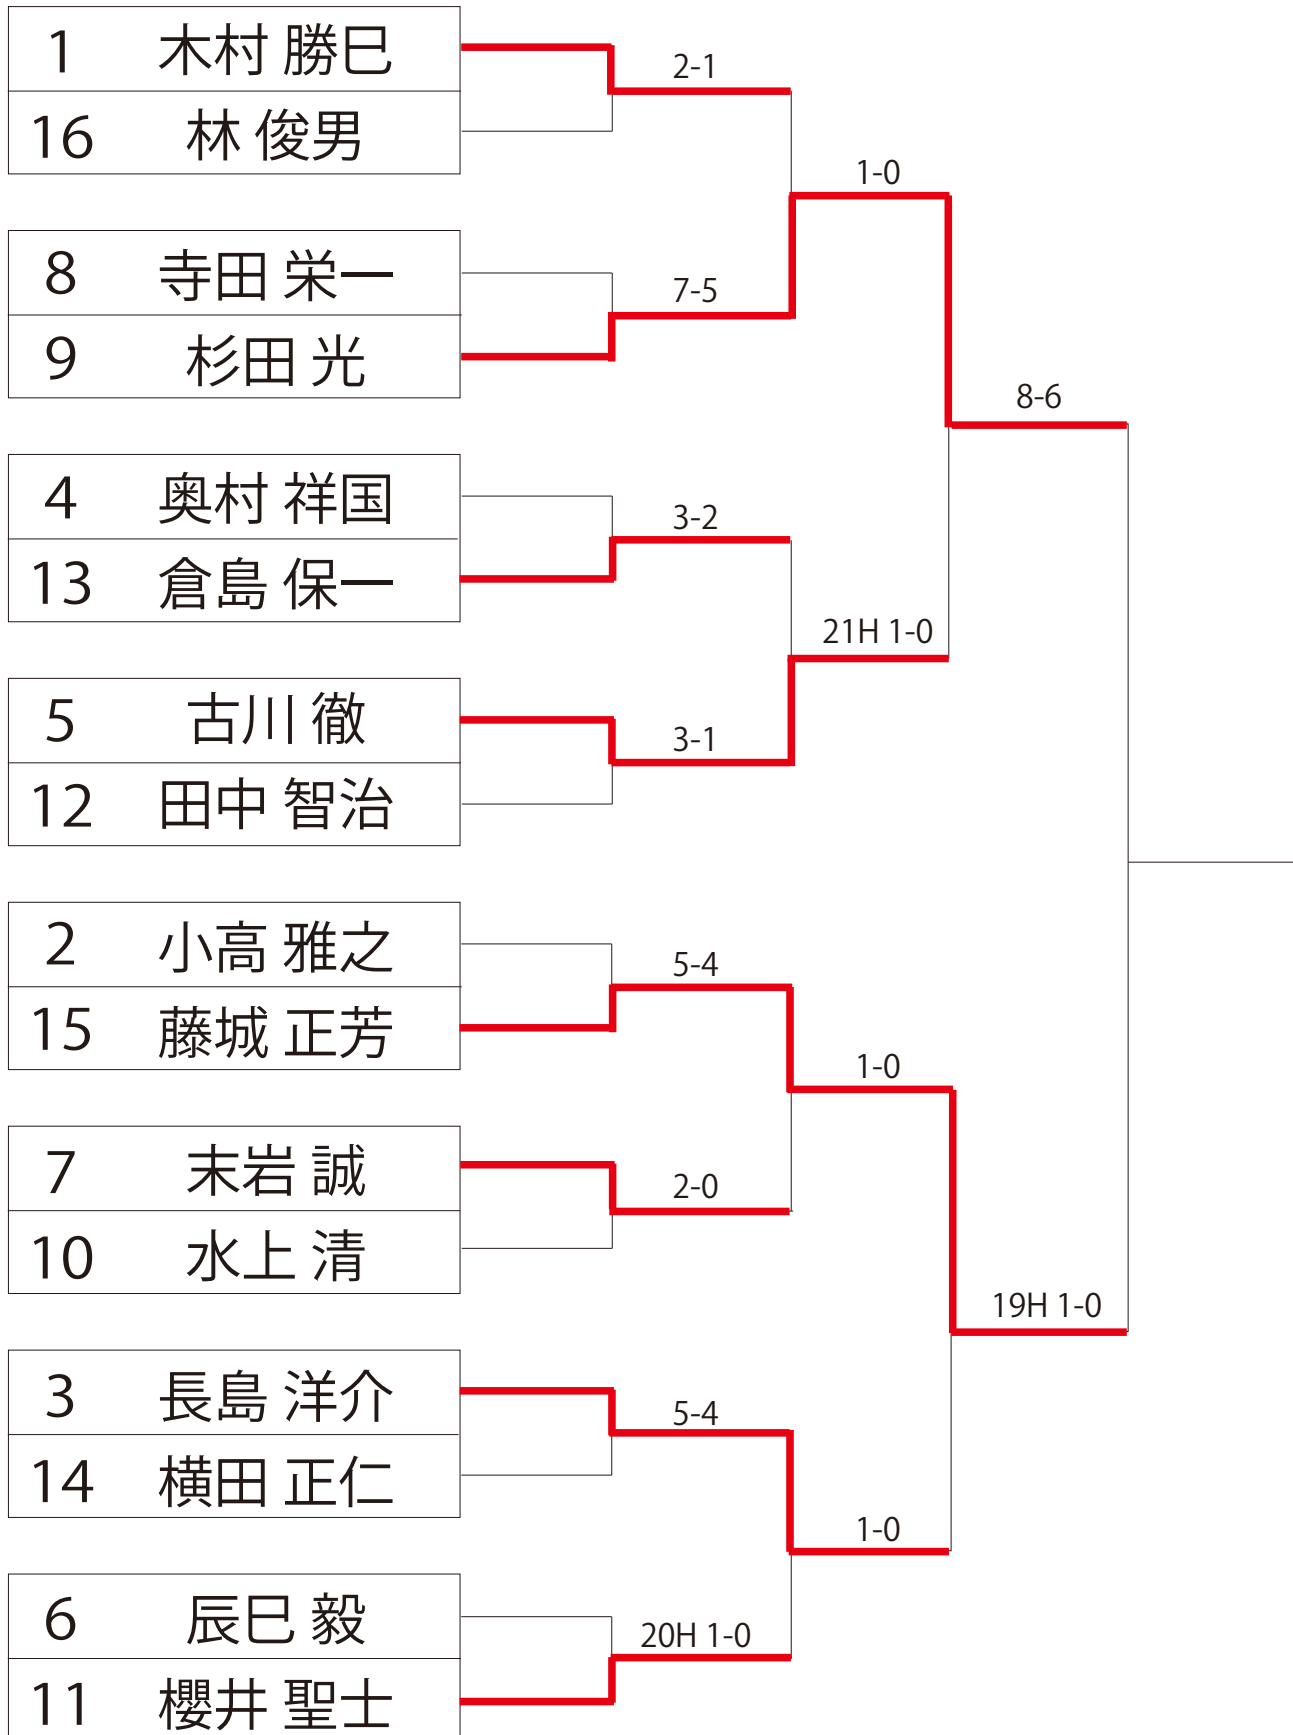 1 木村 勝巳
2-1
16 林 俊男
1-0
8 寺田 栄一
7-5
9 杉田 光
8-6
4 奥村 祥国
3-2
13 倉島 保一
21H 1-0
5 古川 徹
3-1
12 田中 智治
2 小高 雅之
5-4
15 藤城 正芳
1-0
7 末岩 誠
2-0
10 水上 清
19H 1-0
3 長島 洋介
5-4
14 横田 正仁
1-0
6 辰巳 毅
20H 1-0
11 櫻井 聖士